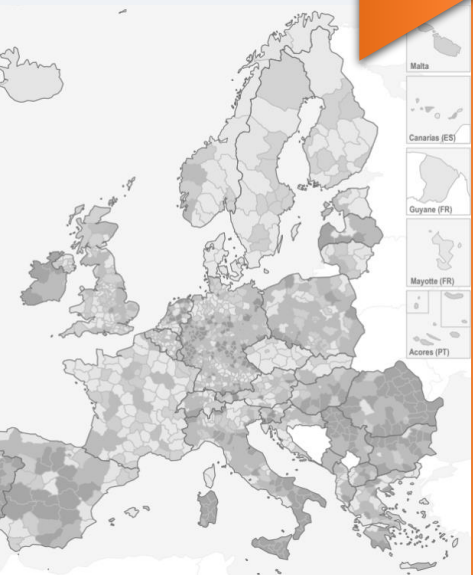 Malta
Canarias (ES)
Guyane (FR)
Mayotte (FR)
Acores (PT)